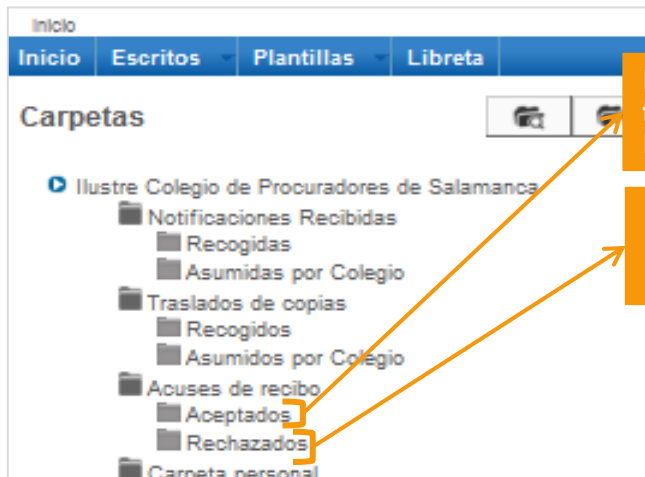 Inicio
Inicio Escritos Plantillas Libreta
Carpetas
Ilustre Colegio de Procuradores de Salamanca
Notificaciones Recibidas
Recogidas
Asumidas por Colegio
Traslados de copias
Recogidos
Asumidos por Colegio
Acuses de recibo
Aceptados
Rechazados
Carpeta personal